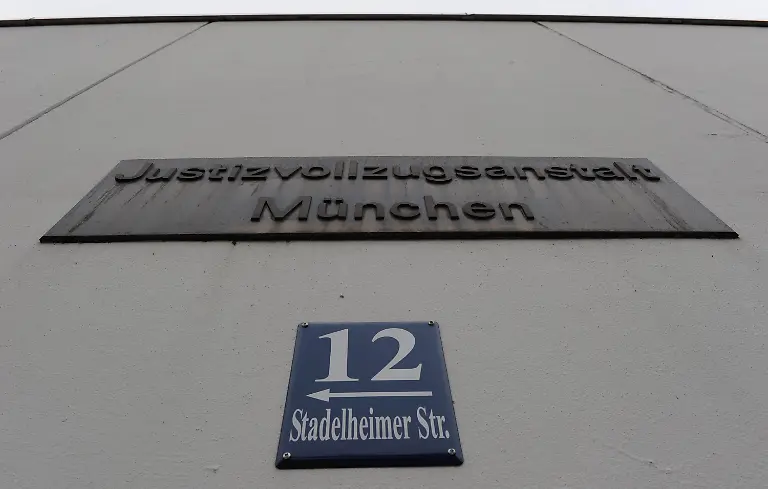 Justizvollzugsanstalt
München
12
Stadelheimer Str.